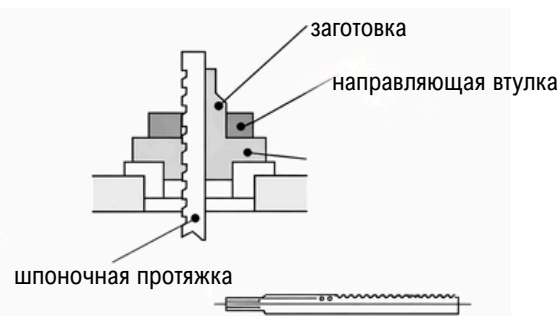 заготовка
направляющая втулка
шпоночная протяжка